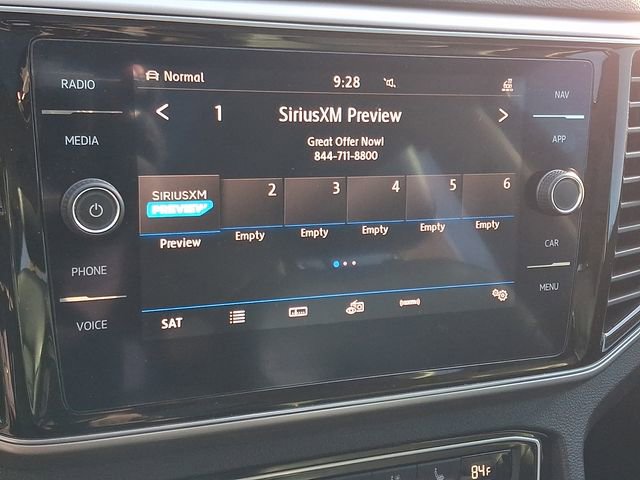 RADIO
MEDIA
PHONE
VOICE
Normal
9:28
1
SiriusXM Preview
Great Offer Now!
844-711-8800
SIRIUSXM
PREVIEW
2 3 4 5 6
Preview Empty Empty Empty Empty Empty
SAT
NAV
APP
CAR
MENU
84F